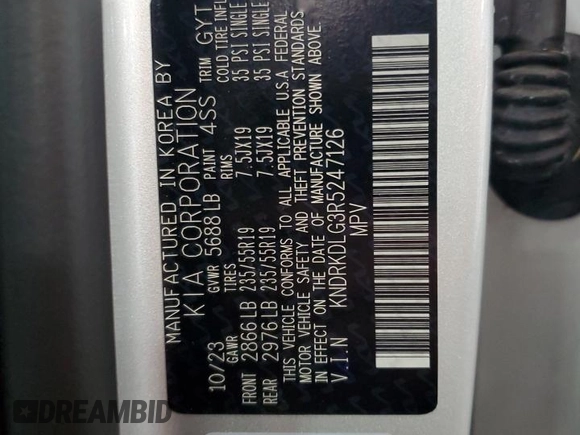 MANUFACTURED IN KOREA BY
KIA CORPORATION
10/23 GVWR 5688 LB PAINT 4SS TRIM GYT
GAWR TIRES RIMS COLD TIRE INFL
FRONT 2866 LB 235/55R19 7.5JX19 35 PSI SINGLE
REAR 2976 LB 235/55R19 7.5JX19 35 PSI SINGLE
THIS VEHICLE CONFORMS TO ALL APPLICABLE U.S.A FEDERAL
MOTOR VEHICLE SAFETY AND THEFT PREVENTION STANDARDS
IN EFFECT ON THE DATE OF MANUFACTURE SHOWN ABOVE.
V.I.N KNDRKDLG3R5247126
MPV
DREAMBID